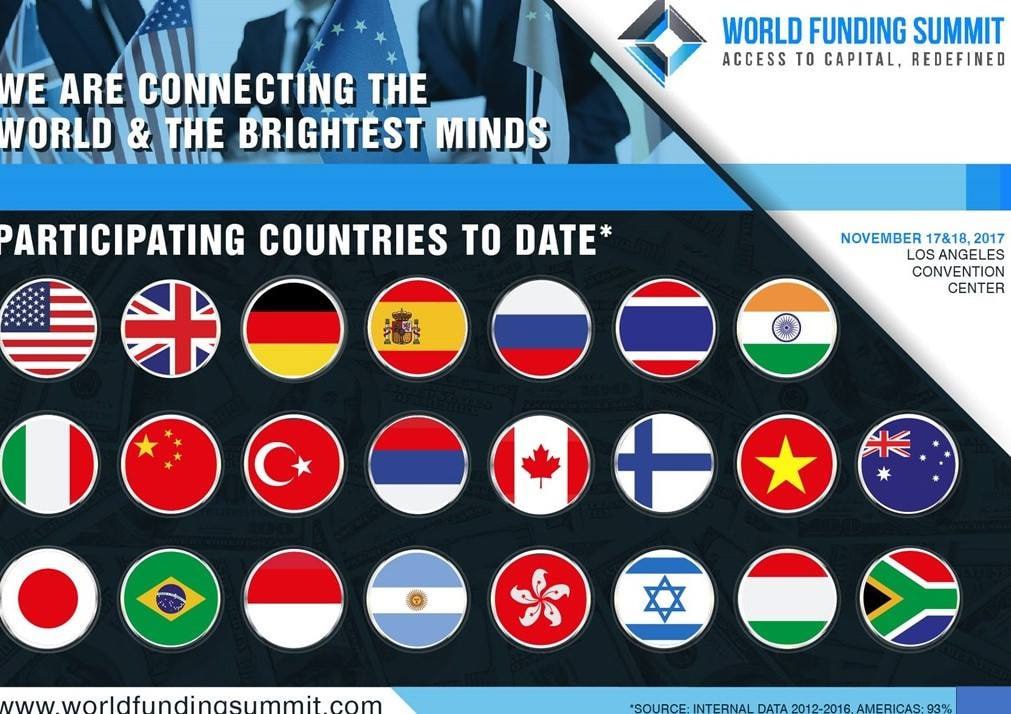 WE ARE CONNECTING THE
WORLD & THE BRIGHTEST MINDS
WORLD FUNDING SUMMIT
ACCESS TO CAPITAL, REDEFINED
PARTICIPATING COUNTRIES TO DATE*
NOVEMBER 17&18, 2017
LOS ANGELES
CONVENTION
CENTER
www.worldfundingsummit.com
*SOURCE: INTERNAL DATA 2012-2016. AMERICAS: 93%